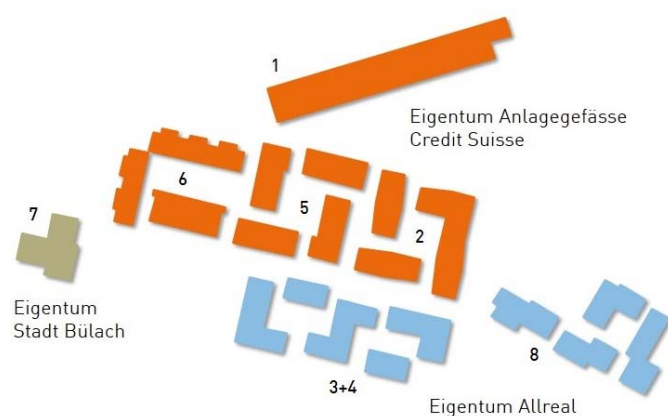 1
Eigentum Anlagegefässe
Credit Suisse
6
5
7
2
Eigentum
Stadt Bülach
8
3+4
Eigentum Allreal